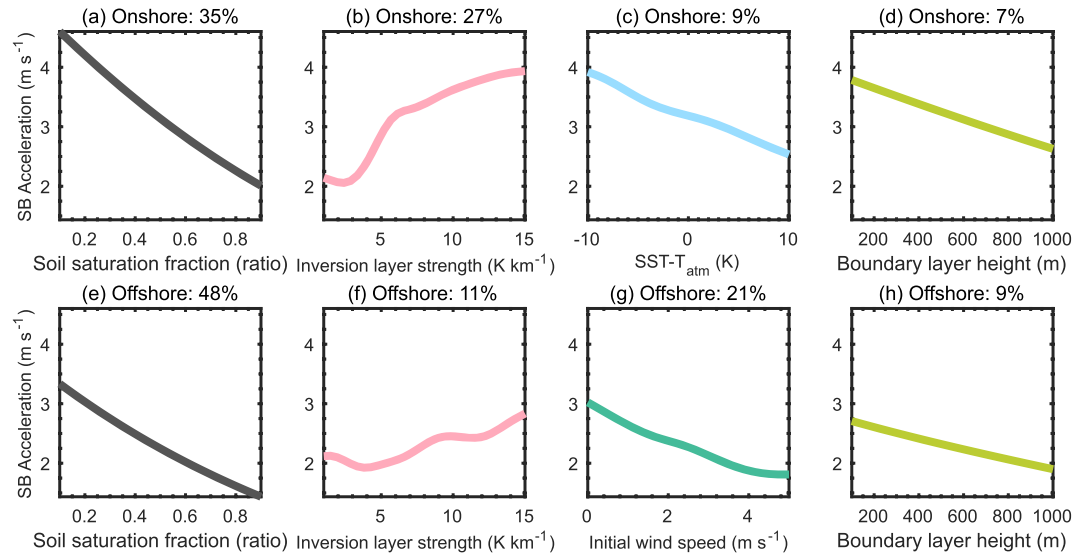 (a) Onshore: 35%
(b) Onshore: 27%
(c) Onshore: 9%
(d) Onshore: 7%
SB Acceleration (m s⁻¹)
4
3
2
0.2 0.4 0.6 0.8
Soil saturation fraction (ratio)
4
3
2
5 10 15
Inversion layer strength (K km⁻¹)
4
3
2
-10 0 10
SST-T_atm (K)
4
3
2
200 400 600 800 1000
Boundary layer height (m)
(e) Offshore: 48%
(f) Offshore: 11%
(g) Offshore: 21%
(h) Offshore: 9%
SB Acceleration (m s⁻¹)
4
3
2
0.2 0.4 0.6 0.8
Soil saturation fraction (ratio)
4
3
2
5 10 15
Inversion layer strength (K km⁻¹)
4
3
2
0 2 4
Initial wind speed (m s⁻¹)
4
3
2
200 400 600 800 1000
Boundary layer height (m)